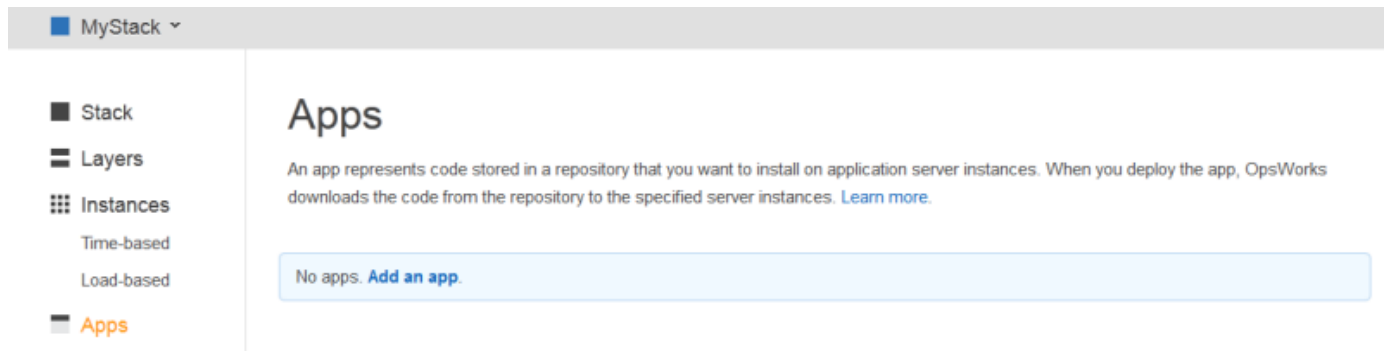 MyStack
Stack
Layers
Instances
Time-based
Load-based
Apps
Apps
An app represents code stored in a repository that you want to install on application server instances. When you deploy the app, OpsWorks
downloads the code from the repository to the specified server instances. Learn more.
No apps. Add an app.